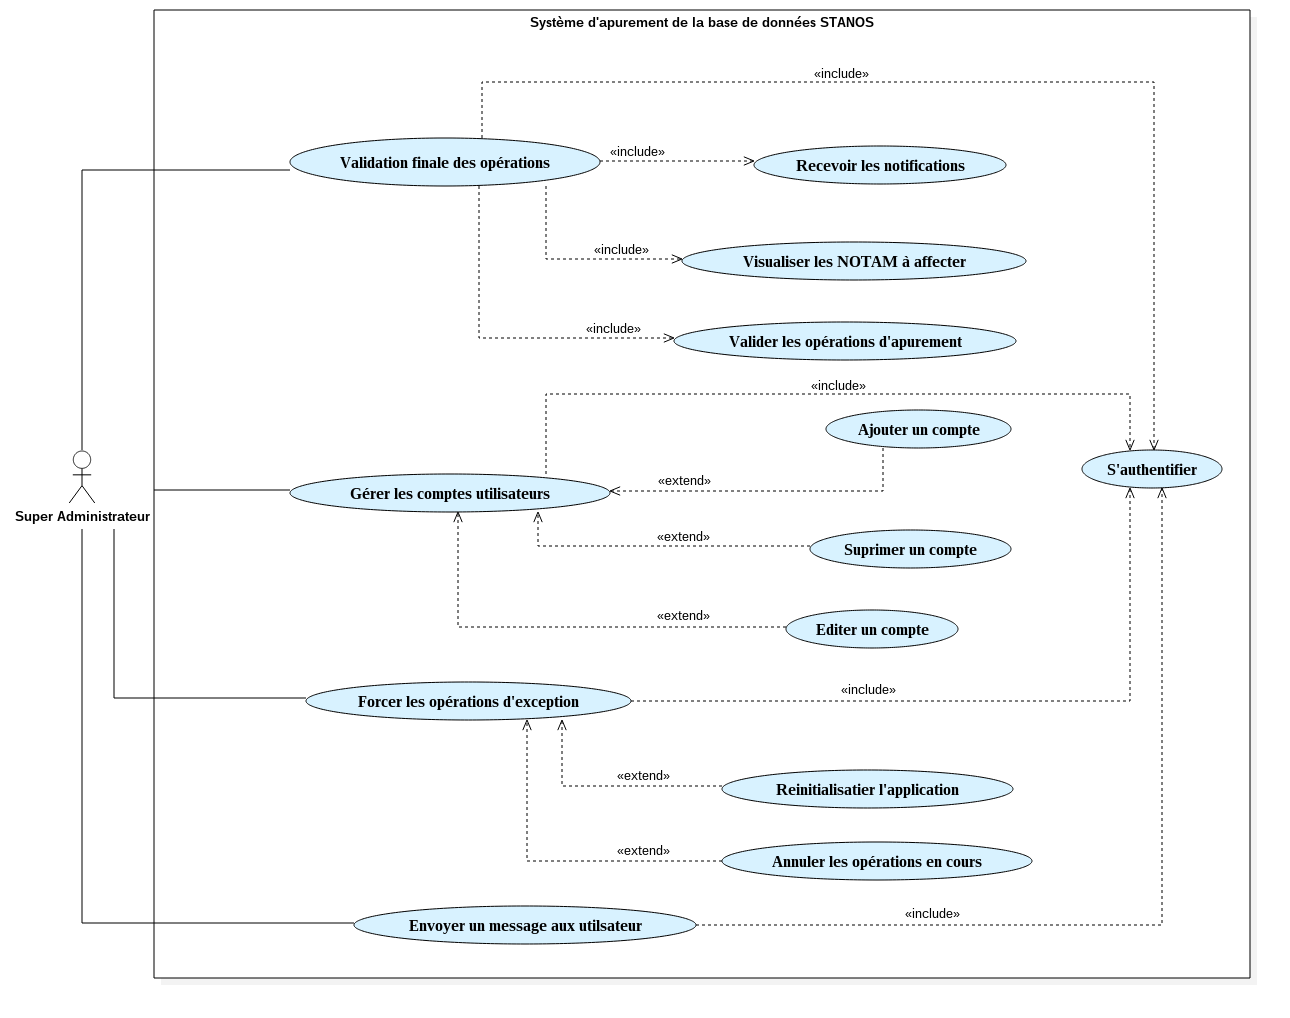 Système d'apurement de la base de données STANOS
«include»
Validation finale des opérations
«include»
Recevoir les notifications
«include»
Visualiser les NOTAM à affecter
«include»
Valider les opérations d'apurement
«include»
Ajouter un compte
S'authentifier
«extend»
Gérer les comptes utilisateurs
Super Administrateur
«extend»
Suprimer un compte
«extend»
Editer un compte
«include»
Forcer les opérations d'exception
«extend»
Reinitialisatier l'application
«extend»
Annuler les opérations en cours
«include»
Envoyer un message aux utilsateur